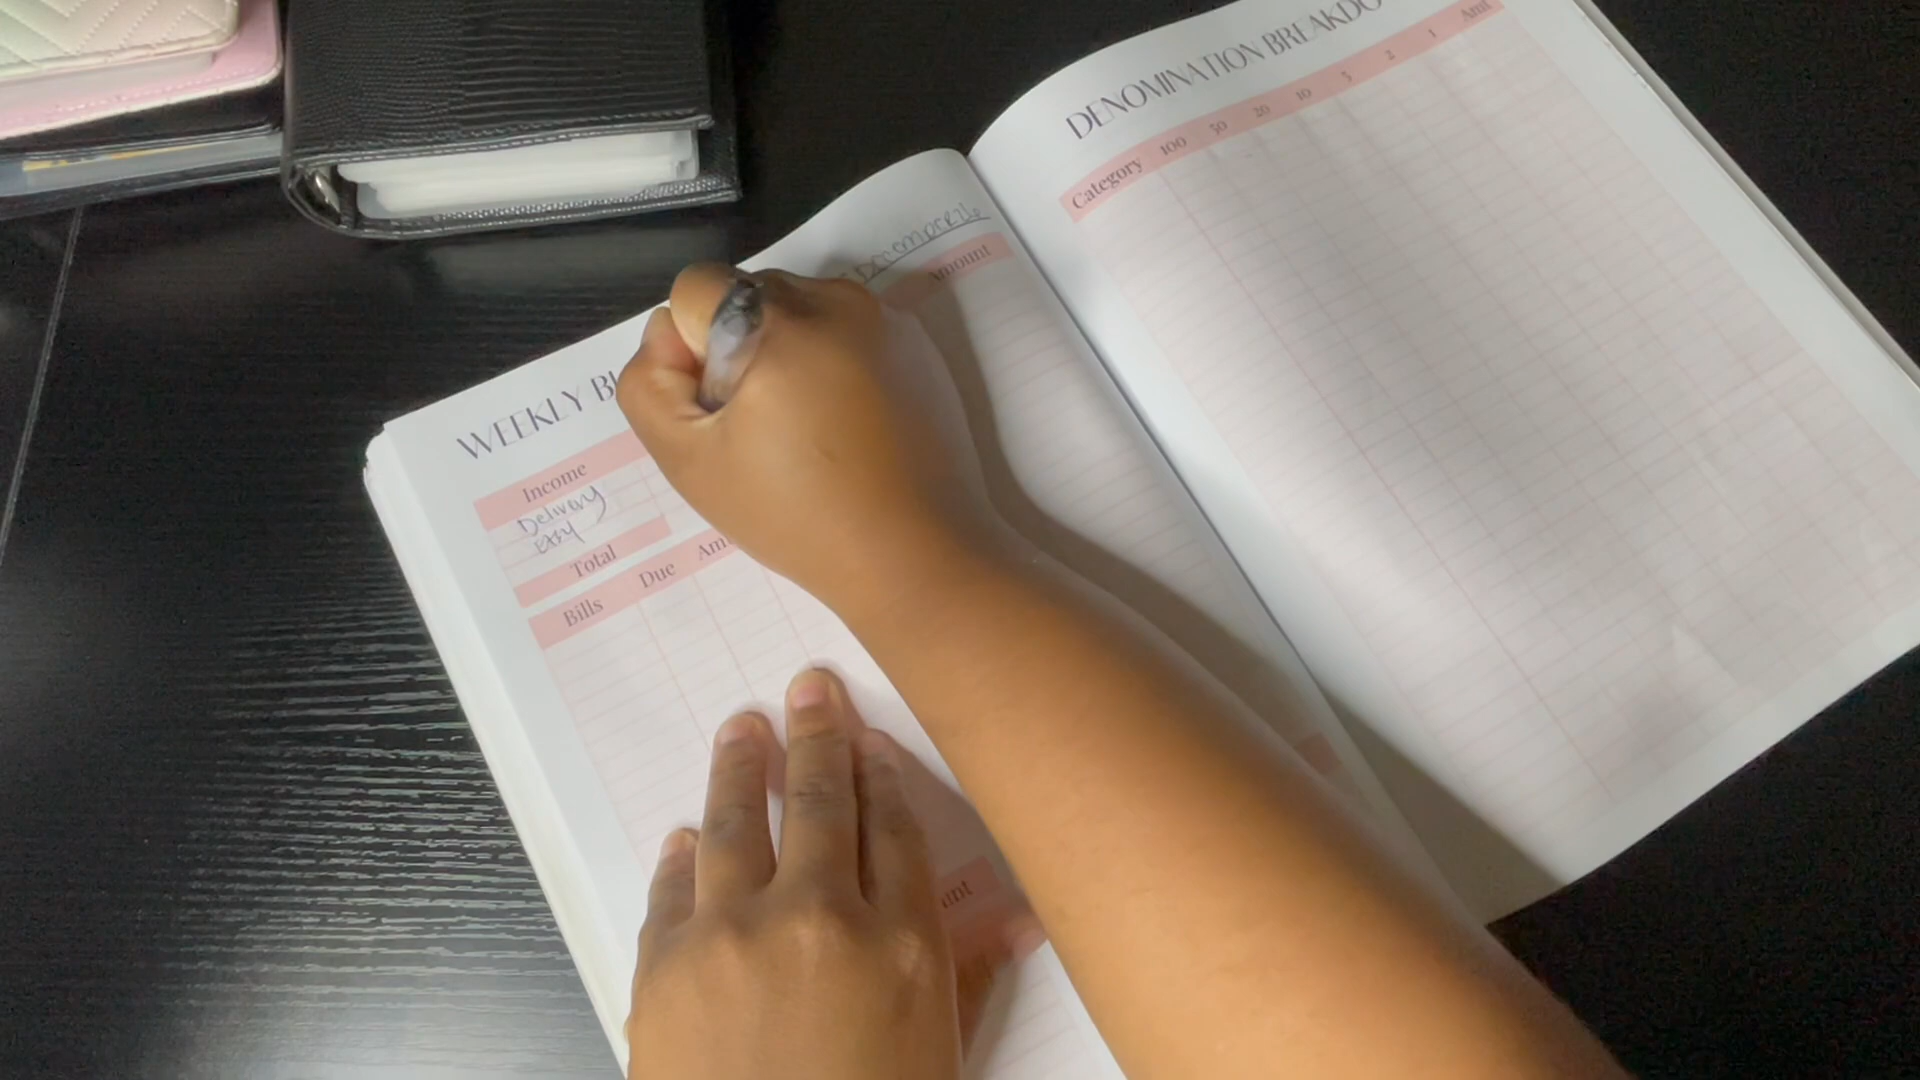 WEEKLY BU
Income
Amount
Delivery
Total
Bills
Due
Am
unt
DENOMINATION BREAKDO
Category 100 50 20 10 5 2 1 Amt